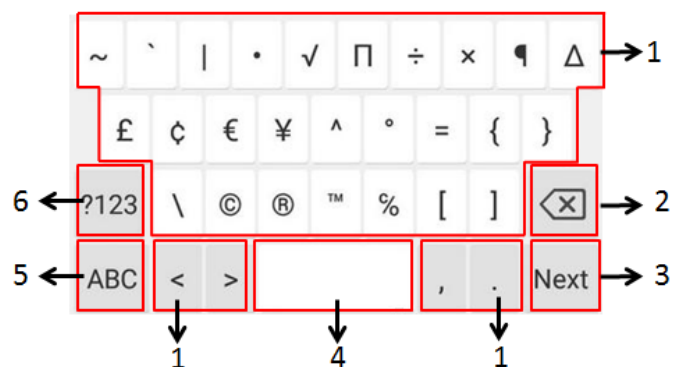 ~ ` | • √ Π ÷ × ¶ Δ 1
£ ¢ € ¥ ^ ° = { }
6 ?123 \ © ® ™ ℅ [ ] 2
5 ABC < > , . Next 3
1 4 1